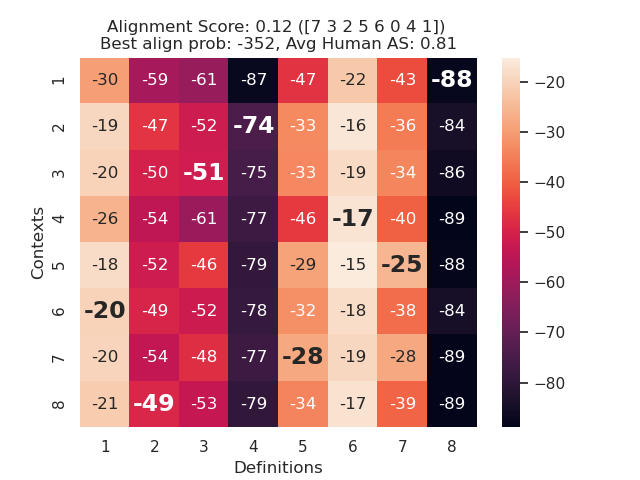 Alignment Score: 0.12 ([7 3 2 5 6 0 4 1])
Best align prob: -352, Avg Human AS: 0.81
1 -30 -59 -61 -87 -47 -22 -43 -88
2 -19 -47 -52 -74 -33 -16 -36 -84
3 -20 -50 -51 -75 -33 -19 -34 -86
4 -26 -54 -61 -77 -46 -17 -40 -89
5 -18 -52 -46 -79 -29 -15 -25 -88
6 -20 -49 -52 -78 -32 -18 -38 -84
7 -20 -54 -48 -77 -28 -19 -28 -89
8 -21 -49 -53 -79 -34 -17 -39 -89
Contexts
1 2 3 4 5 6 7 8
Definitions
−20
−30
−40
−50
−60
−70
−80